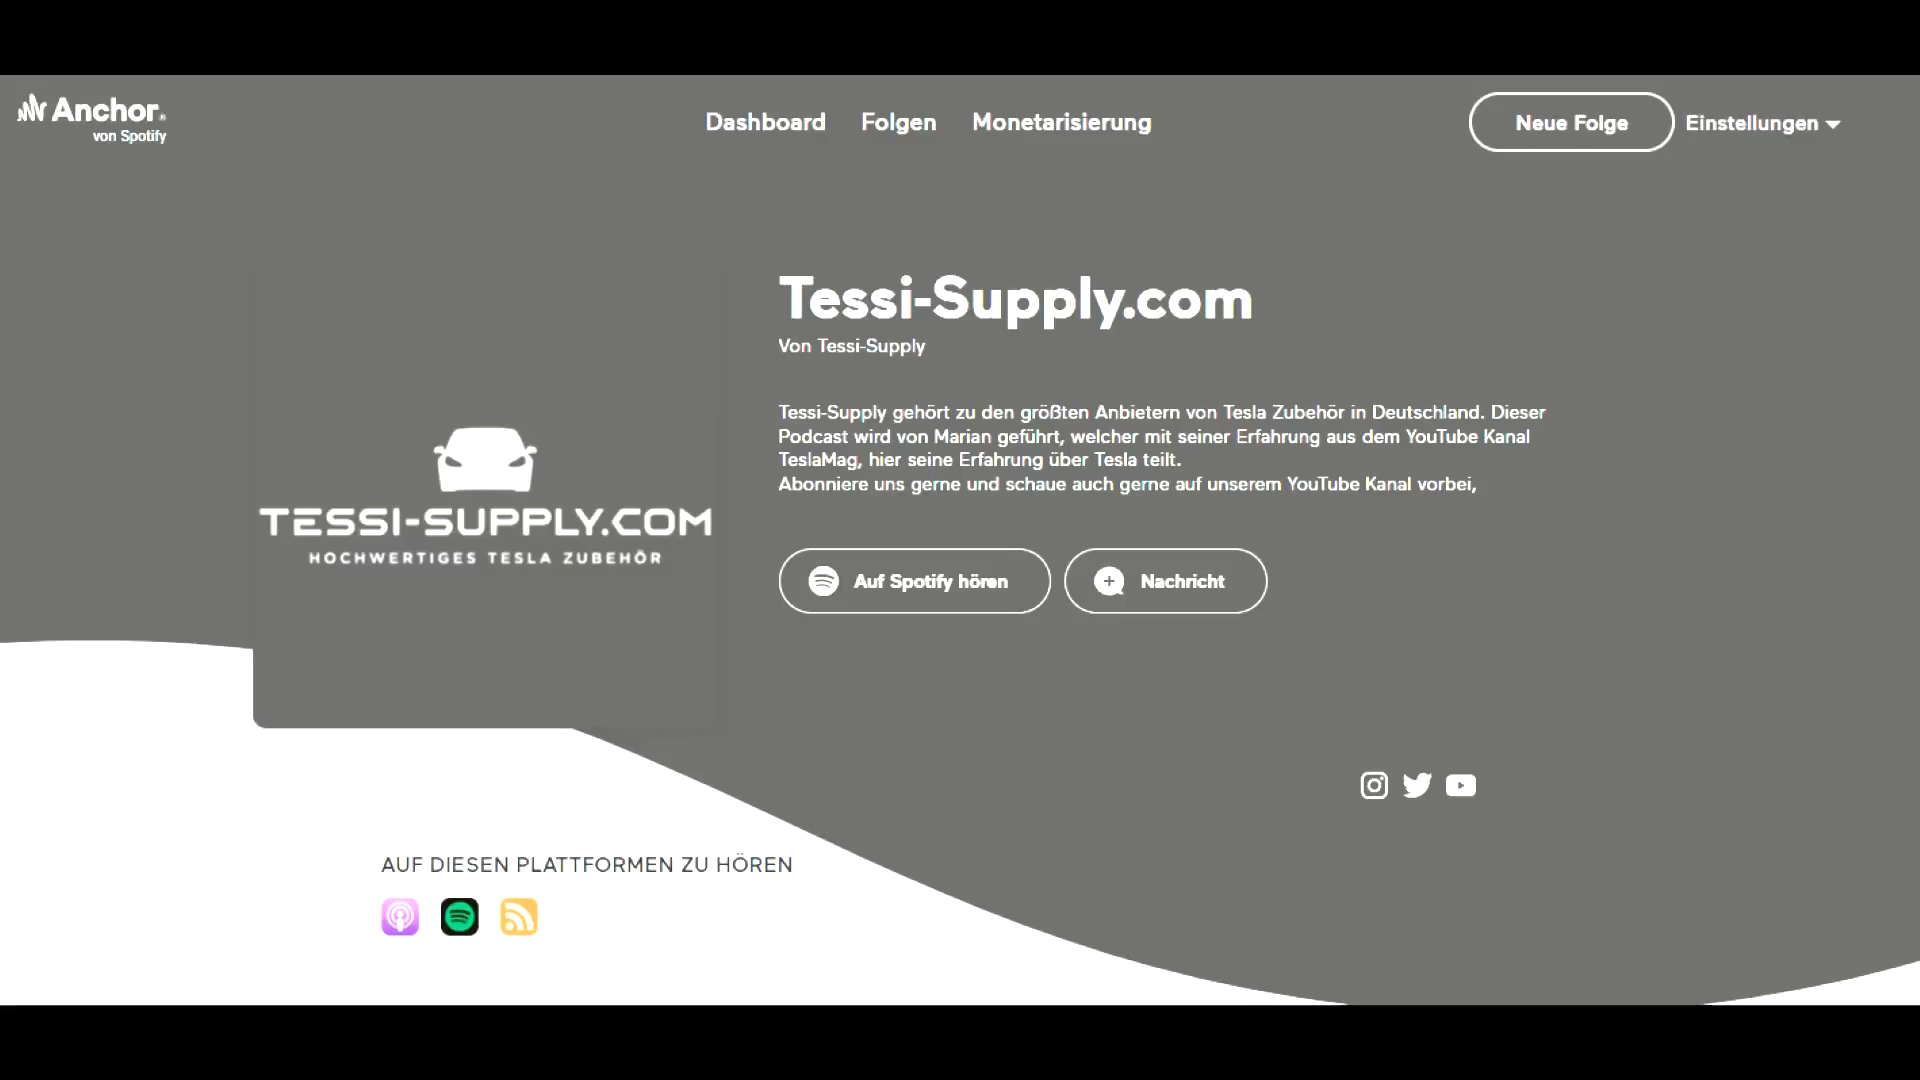 Anchor
von Spotify
Dashboard
Folgen
Monetarisierung
Neue Folge
Einstellungen
TESSI-SUPPLY.COM
HOCHWERTIGES TESLA ZUBEHÖR
Tessi-Supply.com
Von Tessi-Supply
Tessi-Supply gehört zu den größten Anbietern von Tesla Zubehör in Deutschland. Dieser
Podcast wird von Marian geführt, welcher mit seiner Erfahrung aus dem YouTube Kanal
TeslaMag, hier seine Erfahrung über Tesla teilt.
Abonniere uns gerne und schaue auch gerne auf unserem YouTube Kanal vorbei,
Auf Spotify hören
Nachricht
AUF DIESEN PLATTFORMEN ZU HÖREN